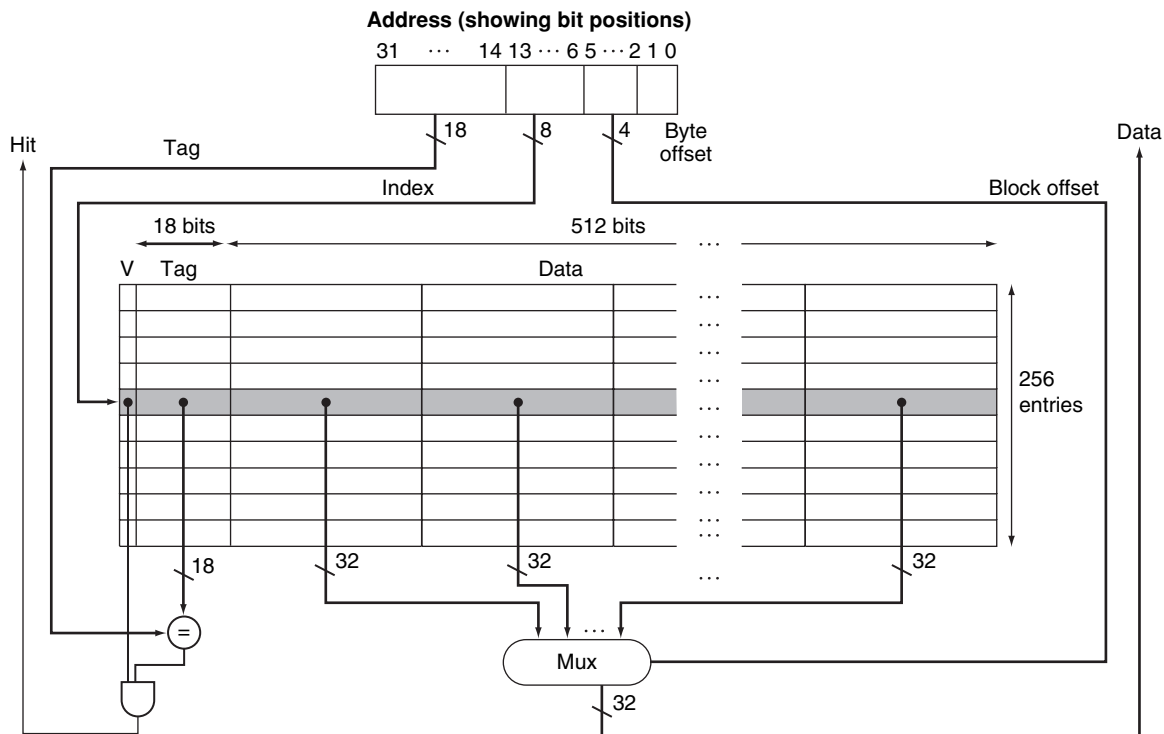 Address (showing bit positions)
31 ⋯ 14 13 ⋯ 6 5 ⋯ 2 1 0
18 8 4 Byte
offset
Hit
Tag
Data
Index
Block offset
18 bits
512 bits
⋯
V Tag
Data
⋯
⋯
⋯
⋯
⋯
⋯
⋯
⋯
⋯
⋯
256
entries
18 32 32 ⋯ 32
=
⋯
Mux
32